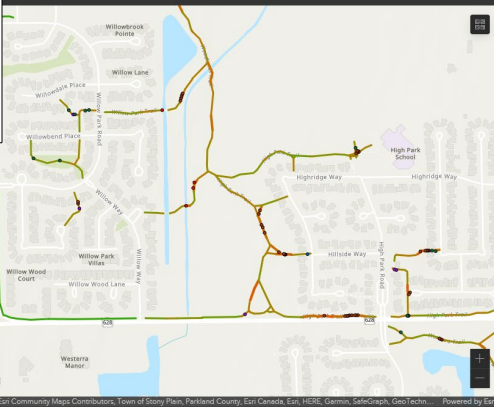 Willowbrook
Pointe
Willow Lane
Willowdale Place
Willow Park Road
Willowbend Place
High Park
School
Highridge Way
Highridge Way
Willow Way
Willow Park
Villas
Willow Way
Hillside Way
High Park Road
Willow Wood
Court
Willow Wood Lane
628
628
Westerra
Manor
+
−
Esri Community Maps Contributors, Town of Stony Plain, Parkland County, Esri Canada, Esri, HERE, Garmin, SafeGraph, GeoTechn... Powered by Esri